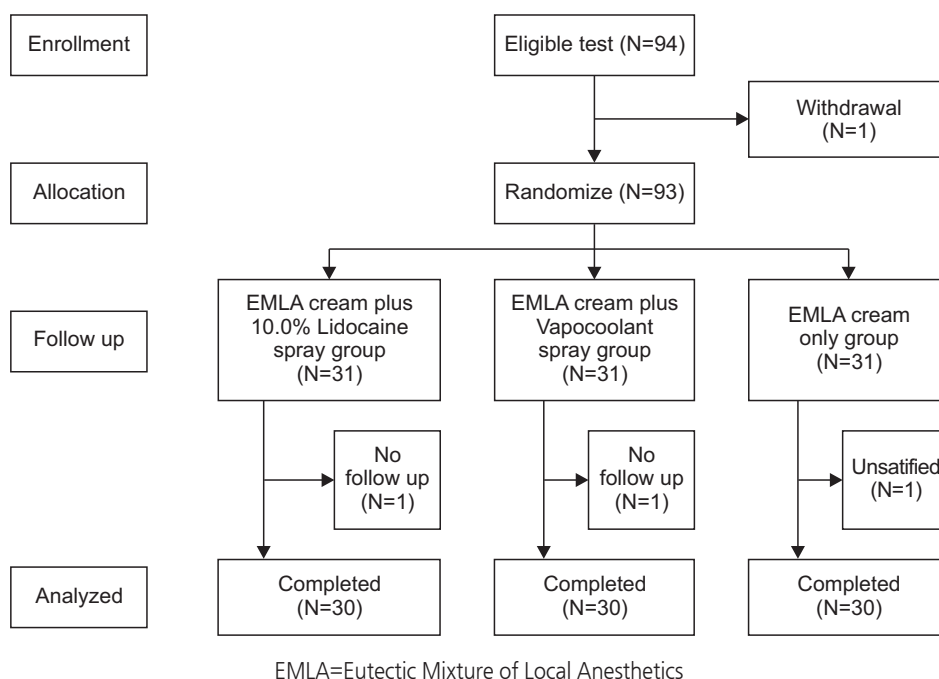 Enrollment
Eligible test (N=94)
Withdrawal
(N=1)
Allocation
Randomize (N=93)
Follow up
EMLA cream plus
10.0% Lidocaine
spray group
(N=31)
EMLA cream plus
Vapocoolant
spray group
(N=31)
EMLA cream
only group
(N=31)
No
follow up
(N=1)
No
follow up
(N=1)
Unsatified
(N=1)
Analyzed
Completed
(N=30)
Completed
(N=30)
Completed
(N=30)
EMLA=Eutectic Mixture of Local Anesthetics